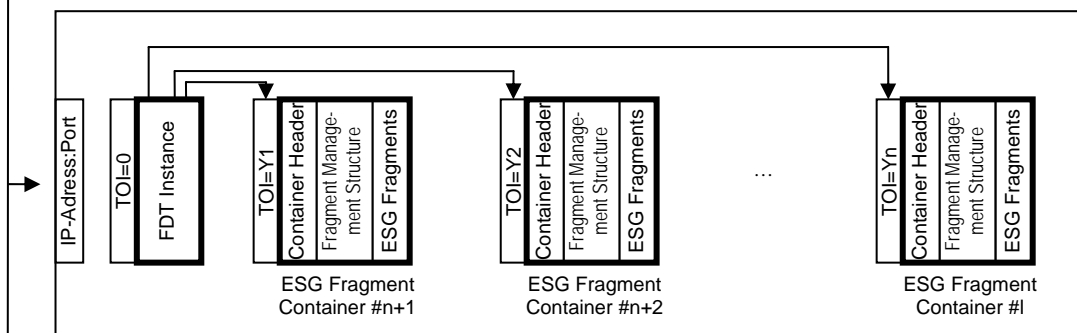 IP-Adress:Port
TOI=0
FDT Instance
TOI=Y1
Container Header
Fragment Manage-
ment Structure
ESG Fragments
ESG Fragment
Container #n+1
TOI=Y2
Container Header
Fragment Manage-
ment Structure
ESG Fragments
ESG Fragment
Container #n+2
...
TOI=Yn
Container Header
Fragment Manage-
ment Structure
ESG Fragments
ESG Fragment
Container #l